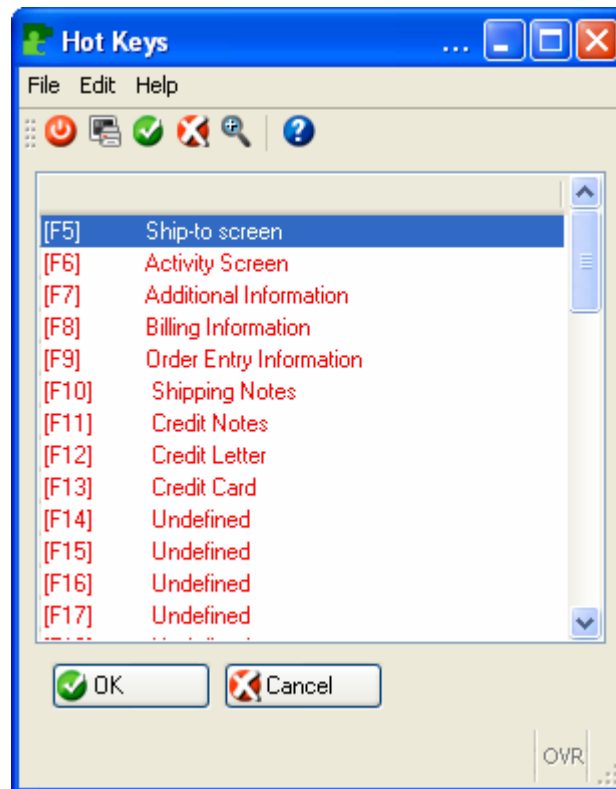 Hot Keys ...
File Edit Help
[F5] Ship-to screen
[F6] Activity Screen
[F7] Additional Information
[F8] Billing Information
[F9] Order Entry Information
[F10] Shipping Notes
[F11] Credit Notes
[F12] Credit Letter
[F13] Credit Card
[F14] Undefined
[F15] Undefined
[F16] Undefined
[F17] Undefined
OK Cancel
OVR